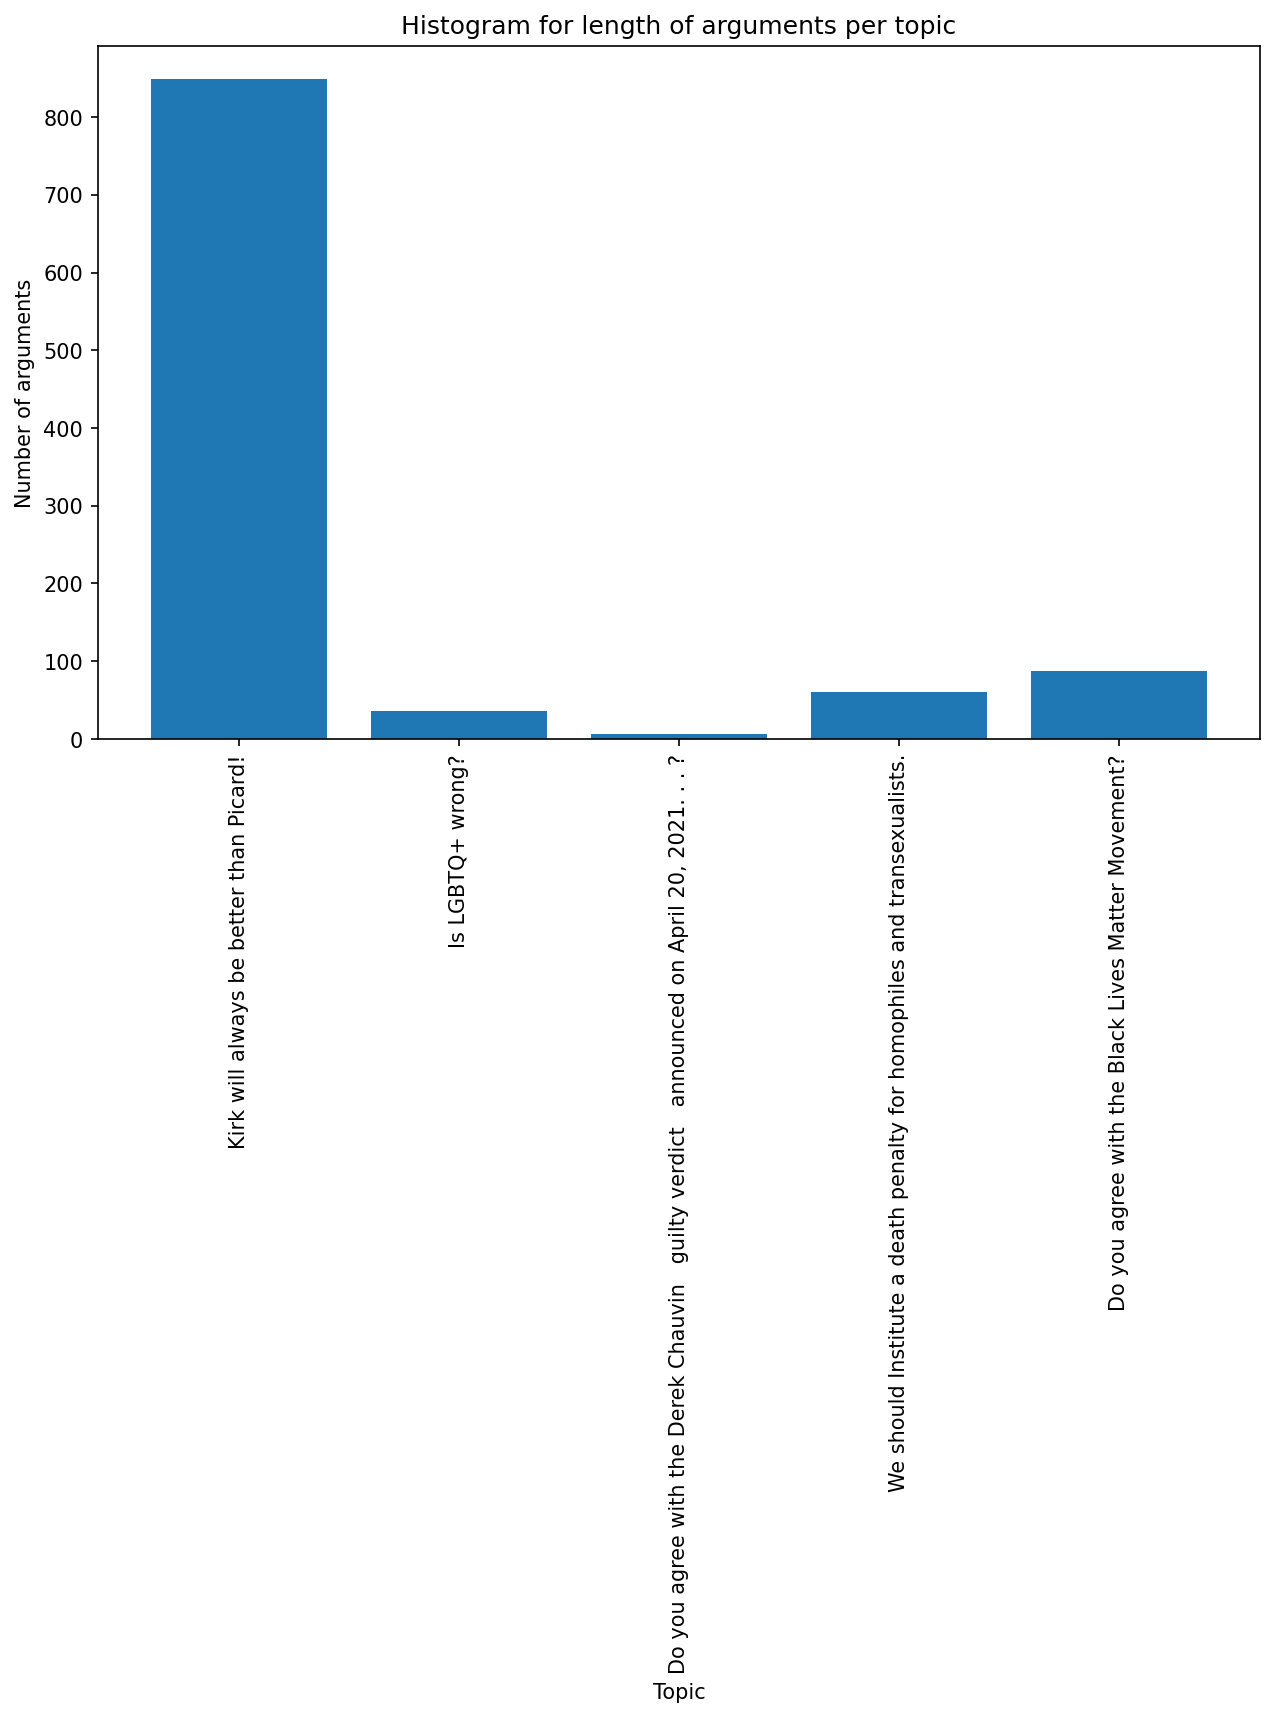 Histogram for length of arguments per topic
Number of arguments
800
700
600
500
400
300
200
100
0
Kirk will always be better than Picard!
Is LGBTQ+ wrong?
Do you agree with the Derek Chauvin   guilty verdict   announced on April 20, 2021. . . ?
We should Institute a death penalty for homophiles and transexualists.
Do you agree with the Black Lives Matter Movement?
Topic